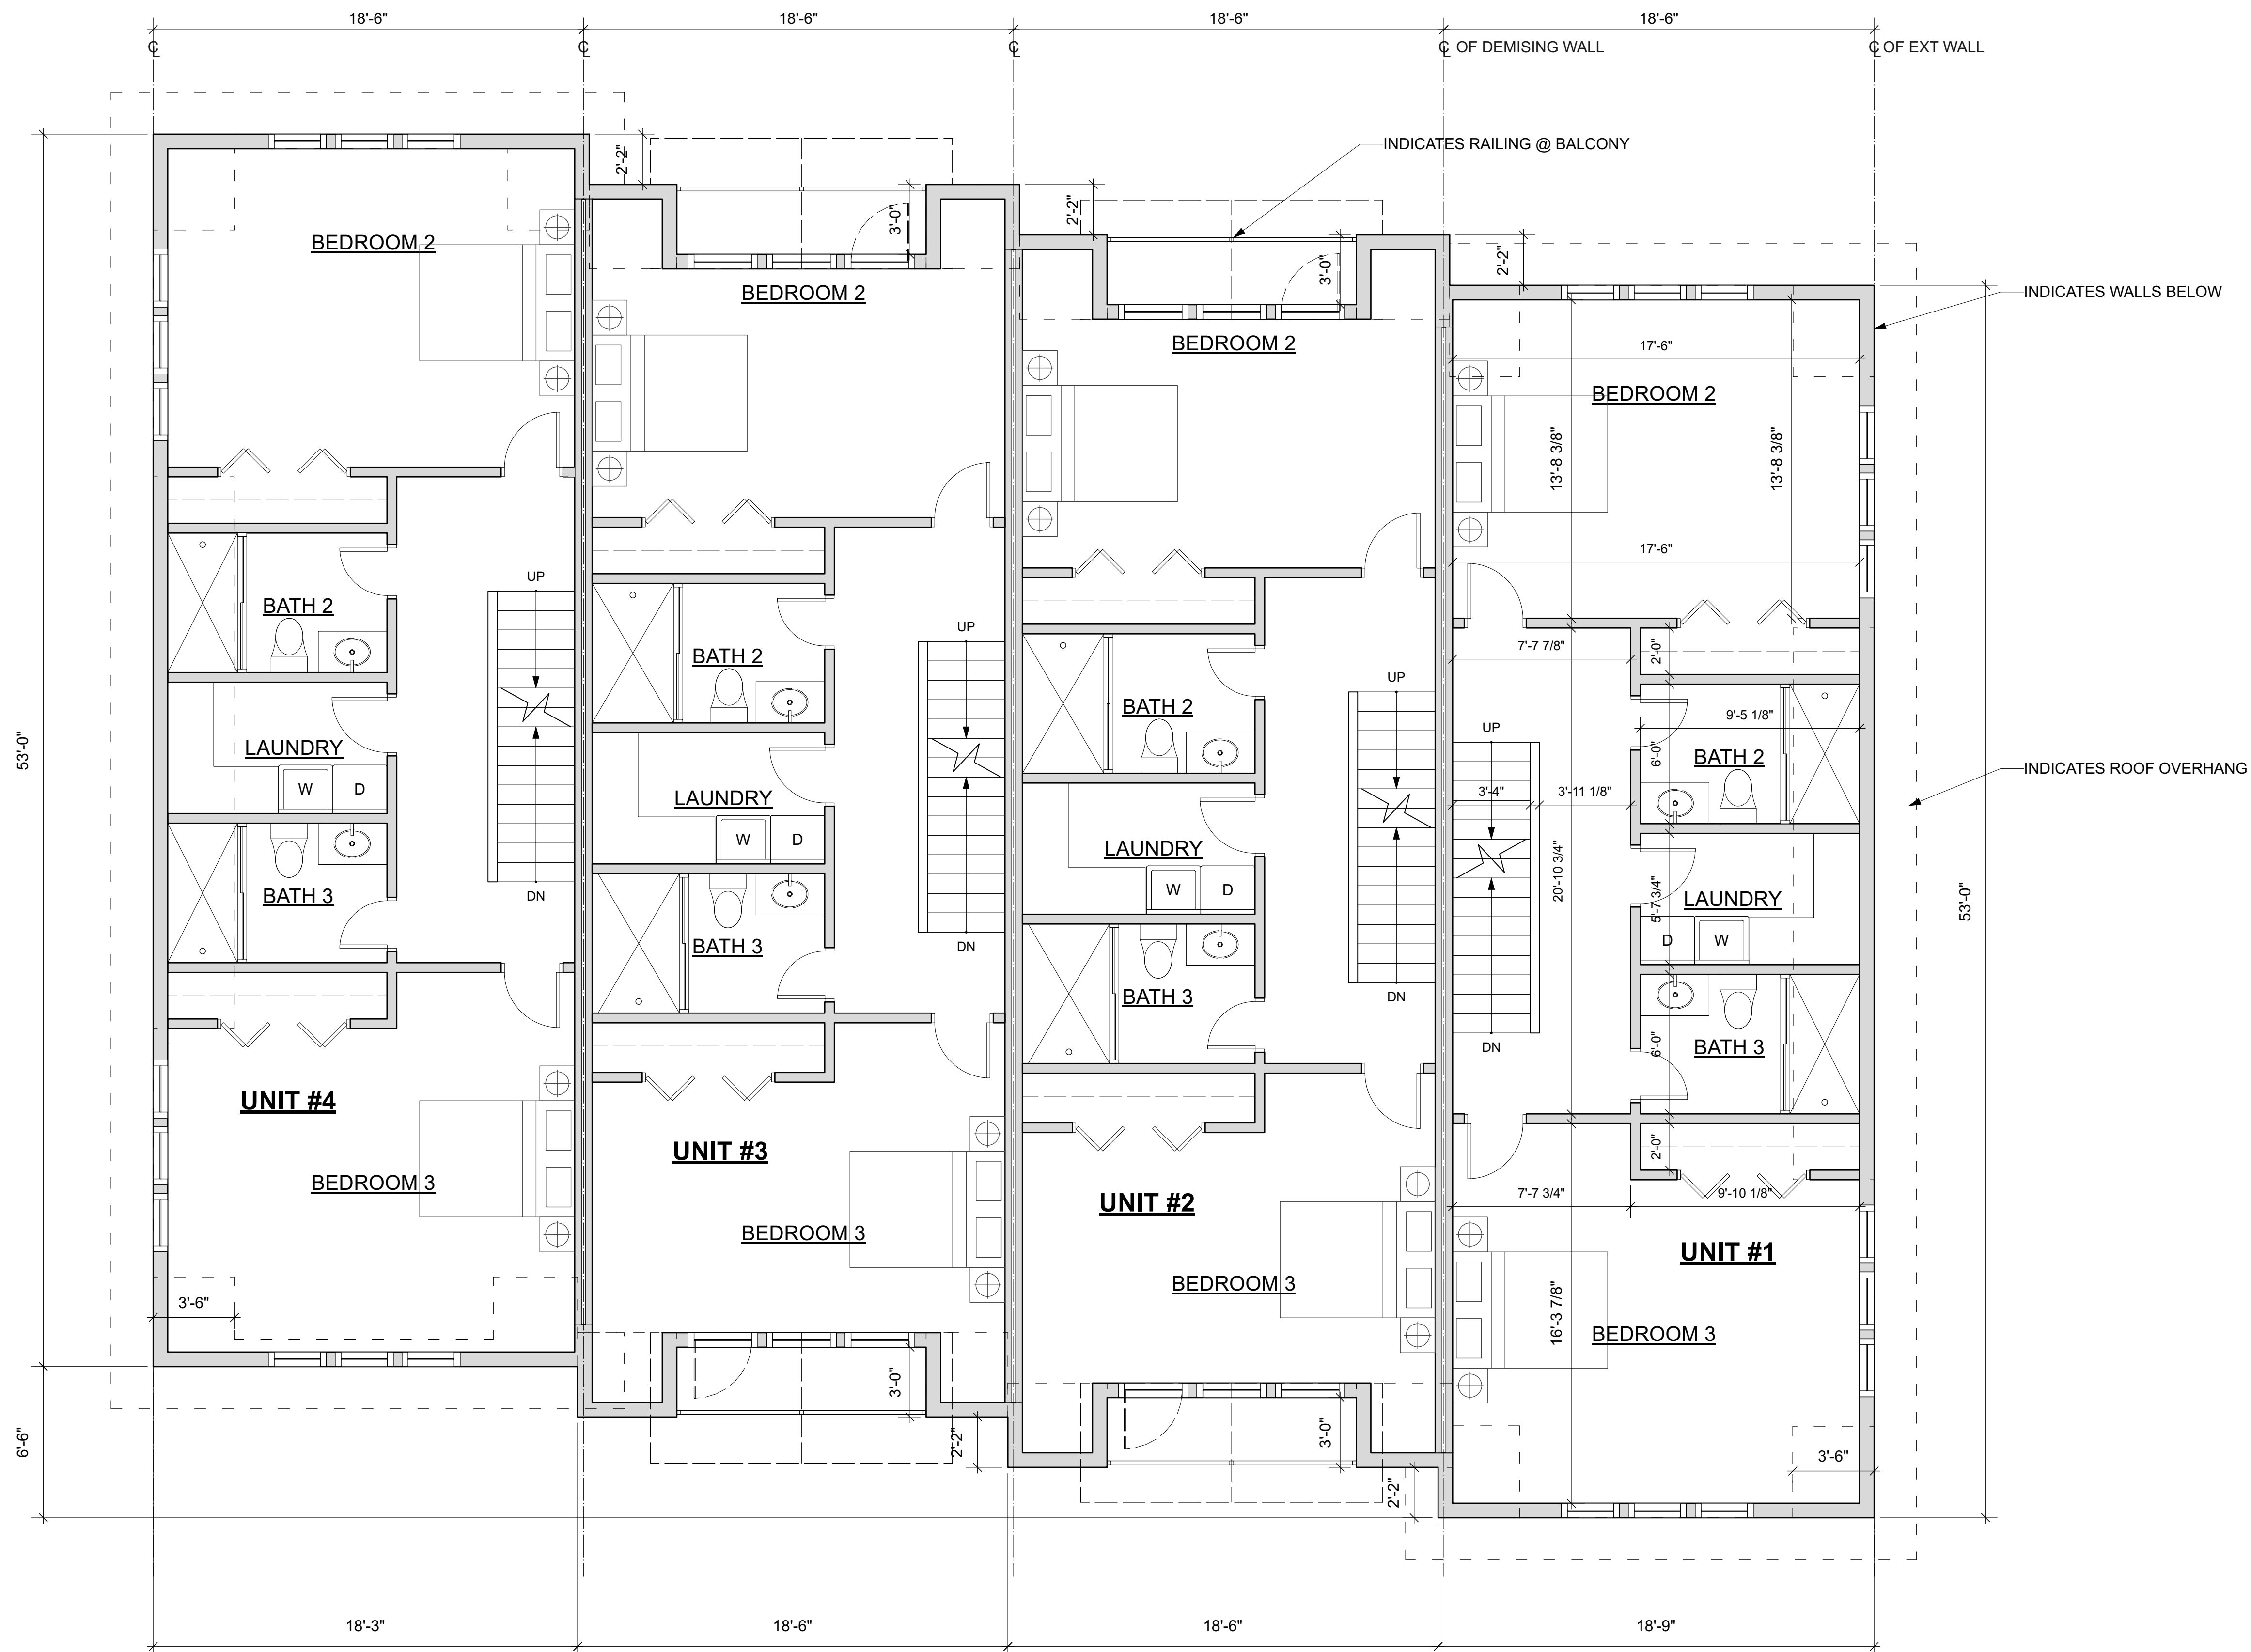 18'-6"
18'-6"
18'-6"
18'-6"
℄
℄
℄
℄ OF DEMISING WALL
℄ OF EXT WALL
INDICATES RAILING @ BALCONY
INDICATES WALLS BELOW
INDICATES ROOF OVERHANG
53'-0"
6'-6"
53'-0"
2'-2"
2'-2"
2'-2"
3'-0"
3'-0"
BEDROOM 2
UP
BATH 2
LAUNDRY
W
D
BATH 3
DN
UNIT #4
BEDROOM 3
3'-6"
BEDROOM 2
UP
BATH 2
LAUNDRY
W
D
BATH 3
DN
UNIT #3
BEDROOM 3
3'-0"
2'-2"
BEDROOM 2
UP
BATH 2
LAUNDRY
W
D
BATH 3
DN
UNIT #2
BEDROOM 3
3'-0"
2'-2"
17'-6"
BEDROOM 2
13'-8 3/8"
13'-8 3/8"
17'-6"
7'-7 7/8"
2'-0"
9'-5 1/8"
UP
6'-0"
BATH 2
3'-4"
3'-11 1/8"
20'-10 3/4"
5'-7 3/4"
LAUNDRY
D
W
DN
6'-0"
BATH 3
2'-0"
7'-7 3/4"
9'-10 1/8"
UNIT #1
16'-3 7/8"
BEDROOM 3
3'-6"
18'-3"
18'-6"
18'-6"
18'-9"